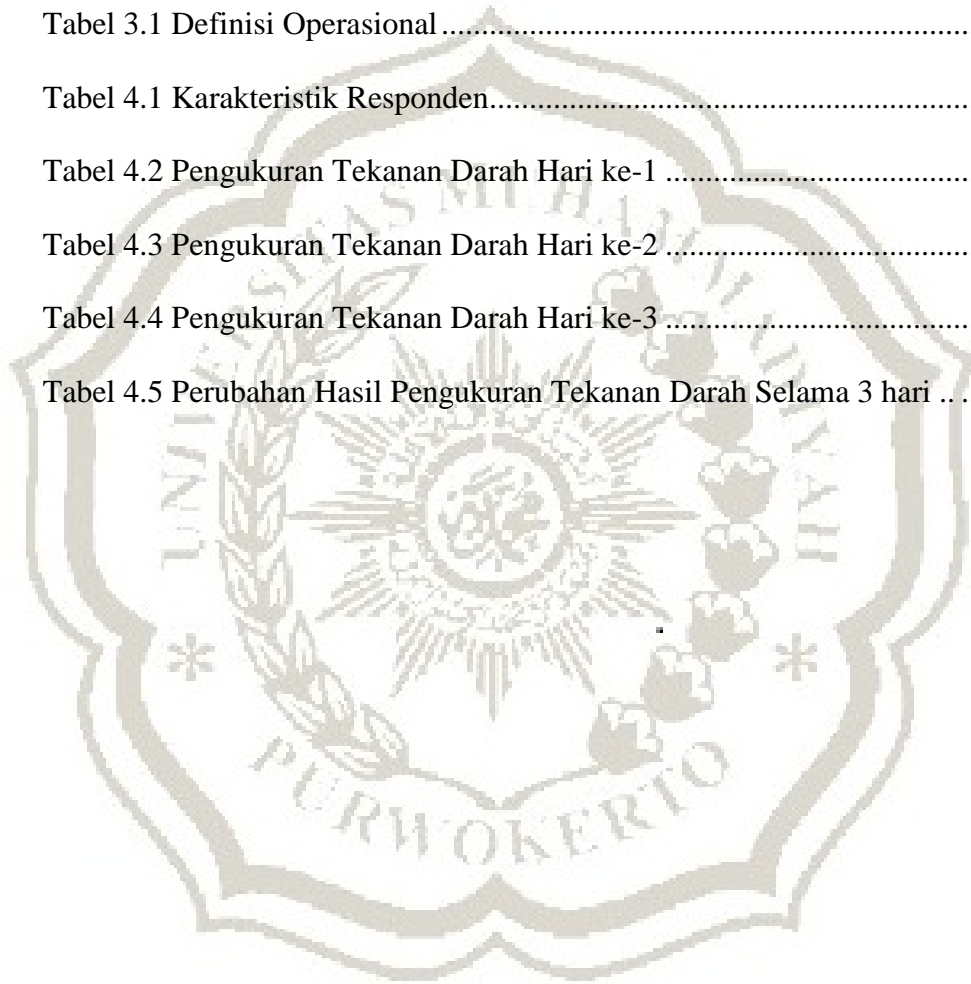 Tabel 3.1 Definisi Operasional ..................................................................
Tabel 4.1 Karakteristik Responden............................................................
Tabel 4.2 Pengukuran Tekanan Darah Hari ke-1 ......................................
Tabel 4.3 Pengukuran Tekanan Darah Hari ke-2 ......................................
Tabel 4.4 Pengukuran Tekanan Darah Hari ke-3 ......................................
Tabel 4.5 Perubahan Hasil Pengukuran Tekanan Darah Selama 3 hari .. .
UNIVERSITAS MUHAMMADIYAH
PURWOKERTO